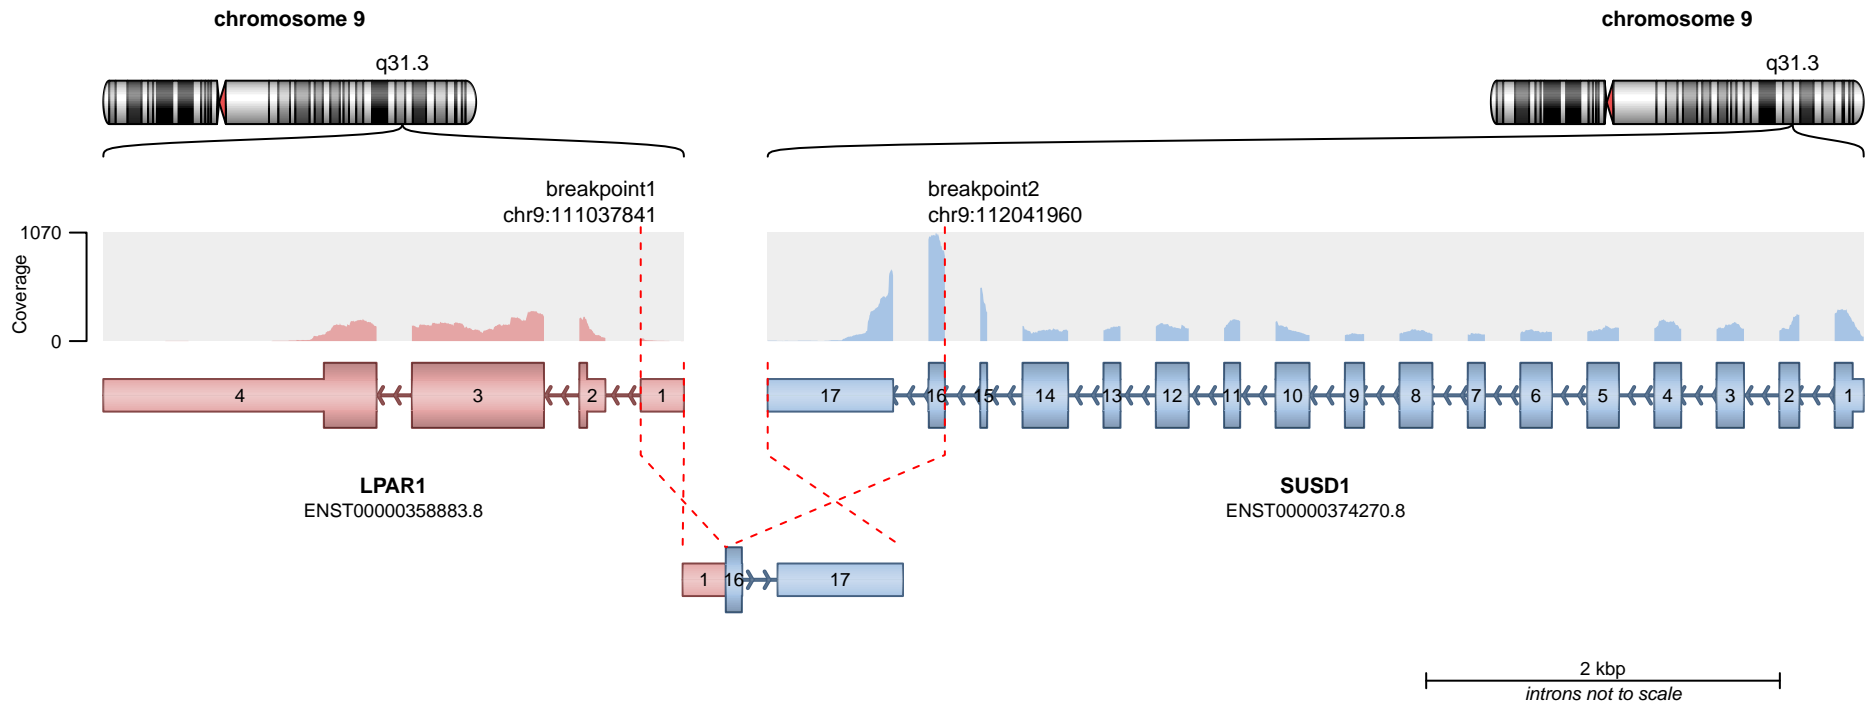 chromosome 9
chromosome 9
q31.3
q31.3
breakpoint1
chr9:111037841
breakpoint2
chr9:112041960
1070
0
Coverage
4
3
2
1
17
16
15
14
13
12
11
10
9
8
7
6
5
4
3
2
1
LPAR1
ENST00000358883.8
SUSD1
ENST00000374270.8
1
16
17
2 kbp
introns not to scale